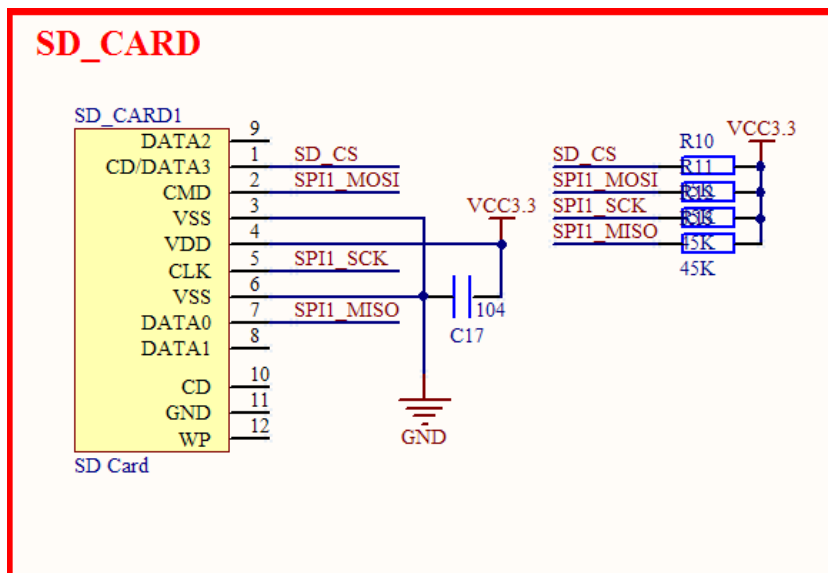 SD_CARD
SD_CARD1
DATA2 9
CD/DATA3 1 SD_CS
CMD 2 SPI1_MOSI
VSS 3
VDD 4
CLK 5 SPI1_SCK
VSS 6
DATA0 7 SPI1_MISO
DATA1 8
CD 10
GND 11
WP 12
SD Card
VCC3.3
104
C17
GND
VCC3.3
R10
SD_CS
R11
SPI1_MOSI
R12
SPI1_SCK
R13
SPI1_MISO
45K
45K